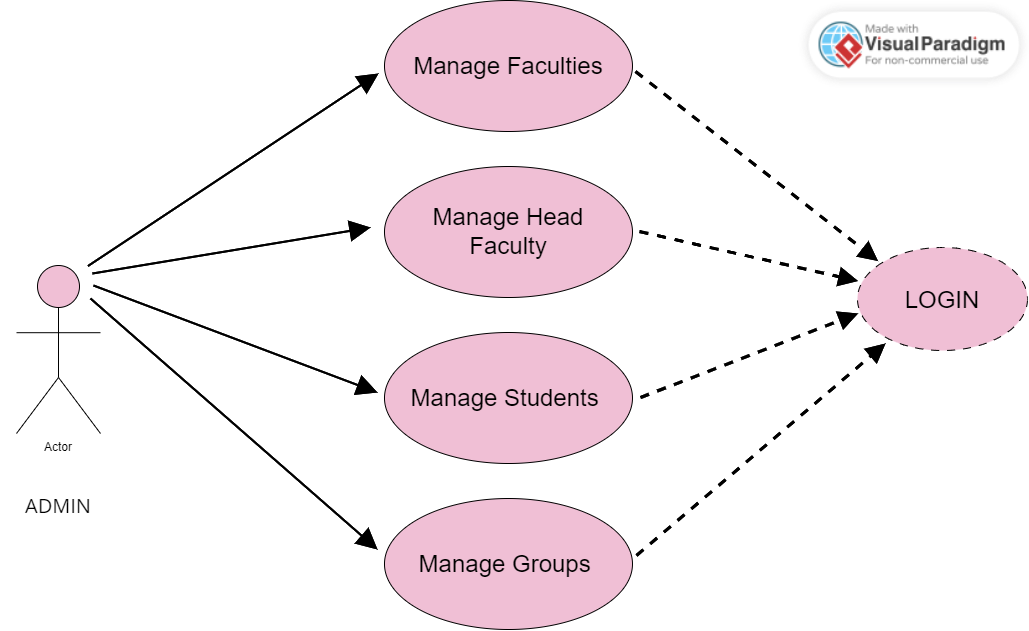 Made with
Visual Paradigm
For non-commercial use
Manage Faculties
Manage Head
Faculty
LOGIN
Manage Students
Actor
ADMIN
Manage Groups